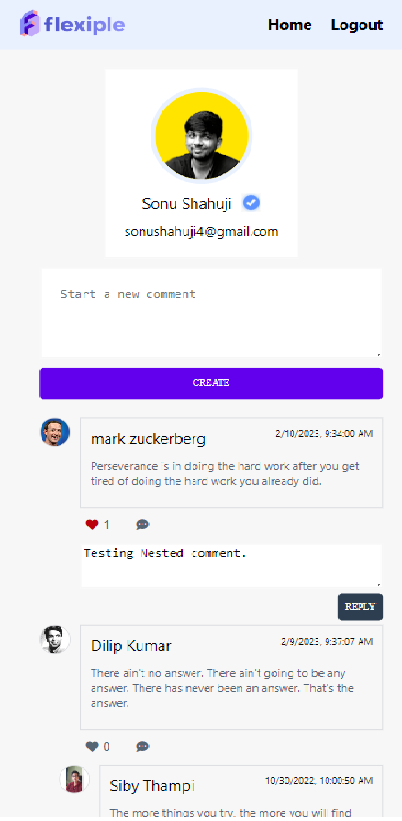 flexiple
Home Logout
Sonu Shahuji
sonushahuji4@gmail.com
Start a new comment
CREATE
mark zuckerberg
2/10/2023, 9:34:00 AM
Perseverance is in doing the hard work after you get
tired of doing the hard work you already did.
1
Testing Nested comment.
REPLY
Dilip Kumar
2/9/2023, 9:37:07 AM
There ain't no answer. There ain't going to be any
answer. There has never been an answer. That's the
answer.
0
Siby Thampi
10/30/2022, 10:00:50 AM
The more things you try, the more you will find